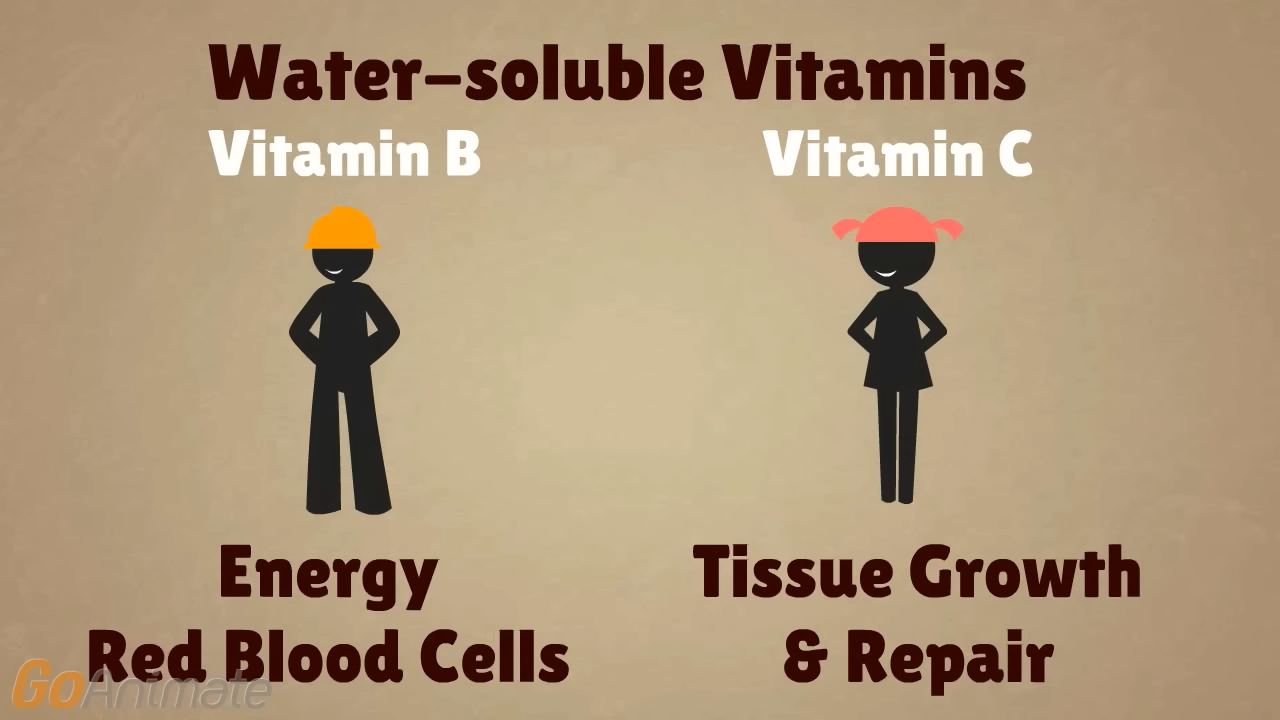 Water-soluble Vitamins
Vitamin B
Vitamin C
Energy
Red Blood Cells
Tissue Growth
& Repair
GoAnimate